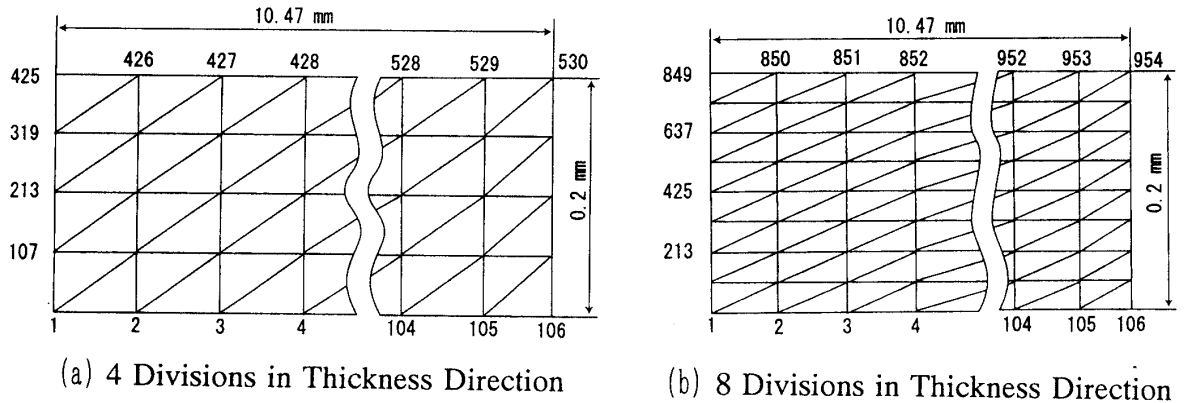 10.47 mm
426 427 428 528 529 530
425
319
213
107
0.2 mm
1 2 3 4 104 105 106
(a) 4 Divisions in Thickness Direction
10.47 mm
850 851 852 952 953 954
849
637
425
213
0.2 mm
1 2 3 4 104 105 106
(b) 8 Divisions in Thickness Direction